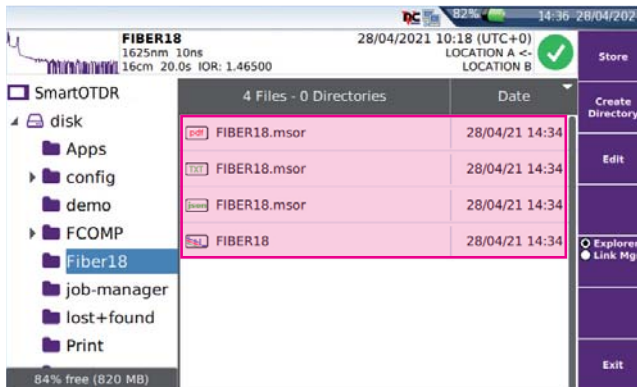 82%
14:36 28/04/202
FIBER18
1625nm 10ns
16cm 20.0s IOR: 1.46500
28/04/2021 10:18 (UTC+0)
LOCATION A <-
LOCATION B
Store
SmartOTDR
disk
Apps
config
demo
FCOMP
Fiber18
job-manager
lost+found
Print
84% free (820 MB)
4 Files - 0 Directories
Date
pdf FIBER18.msor
28/04/21 14:34
TXT FIBER18.msor
28/04/21 14:34
json FIBER18.msor
28/04/21 14:34
FIBER18
28/04/21 14:34
Create
Directory
Edit
Explorer
Link Mg
Exit